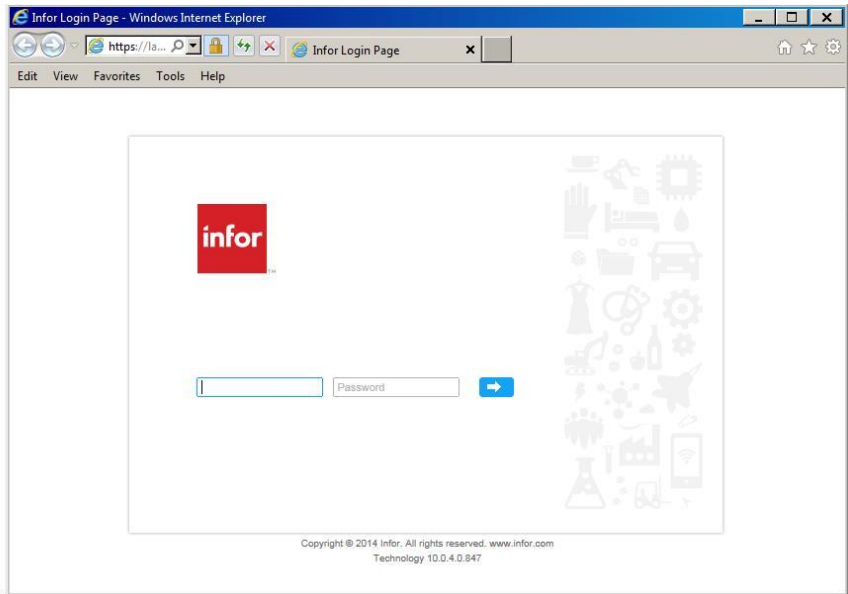 Infor Login Page - Windows Internet Explorer
https://la...
Infor Login Page
Edit View Favorites Tools Help
infor
TM
Password
Copyright © 2014 Infor. All rights reserved. www.infor.com
Technology 10.0.4.0.847